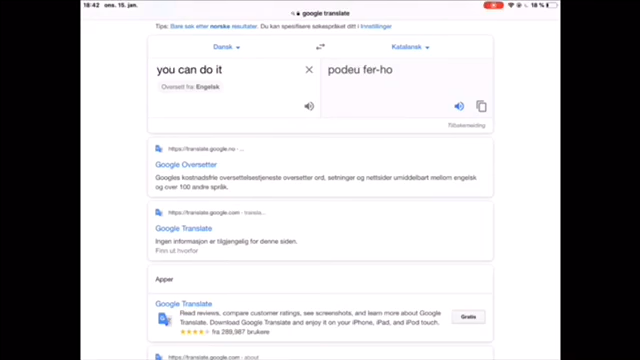 18:42 ons. 15. jan.
18 %
google translate
Tips: Bare søk etter norske resultater. Du kan spesifisere søkespråket ditt i Innstillinger
Dansk
Katalansk
you can do it
podeu fer-ho
Oversett fra Engelsk
Tilbakemelding
https://translate.google.no › ...
Google Oversetter
Googles kostnadsfrie oversettelsestjeneste oversetter ord, setninger og nettsider umiddelbart mellom engelsk
og over 100 andre språk.
https://translate.google.com › transla...
Google Translate
Ingen informasjon er tilgjengelig for denne siden.
Finn ut hvorfor
Apper
Google Translate
Read reviews, compare customer ratings, see screenshots, and learn more about Google
Translate. Download Google Translate and enjoy it on your iPhone, iPad, and iPod touch.
Gratis
fra 289,987 brukere
https://translate.google.com › about